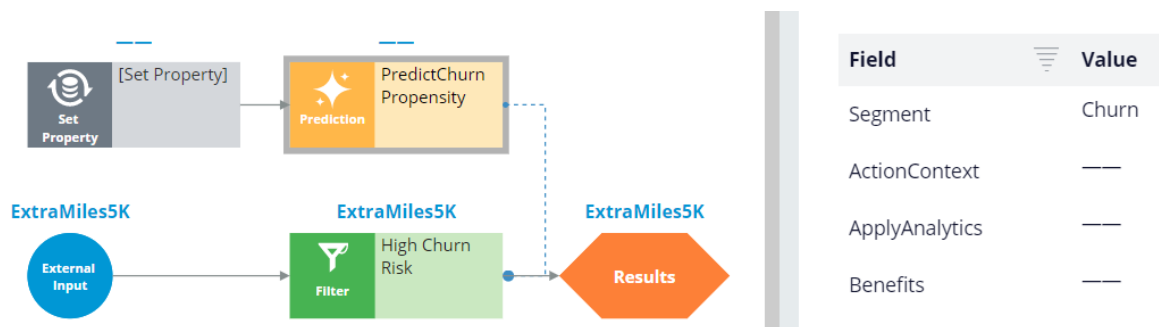 —— ——
[Set Property]
Set
Property
PredictChurn
Propensity
Prediction
ExtraMiles5K ExtraMiles5K ExtraMiles5K
External
Input
High Churn
Risk
Filter
Results
Field Value
Segment Churn
ActionContext ——
ApplyAnalytics ——
Benefits ——